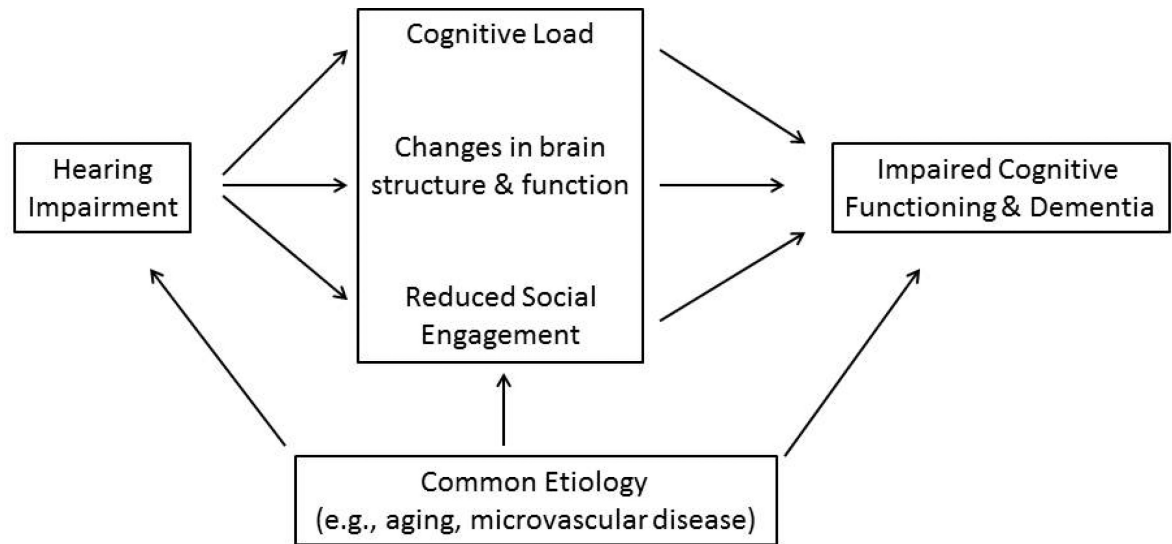 Cognitive Load
Changes in brain
structure & function
Reduced Social
Engagement
Hearing
Impairment
Impaired Cognitive
Functioning & Dementia
Common Etiology
(e.g., aging, microvascular disease)